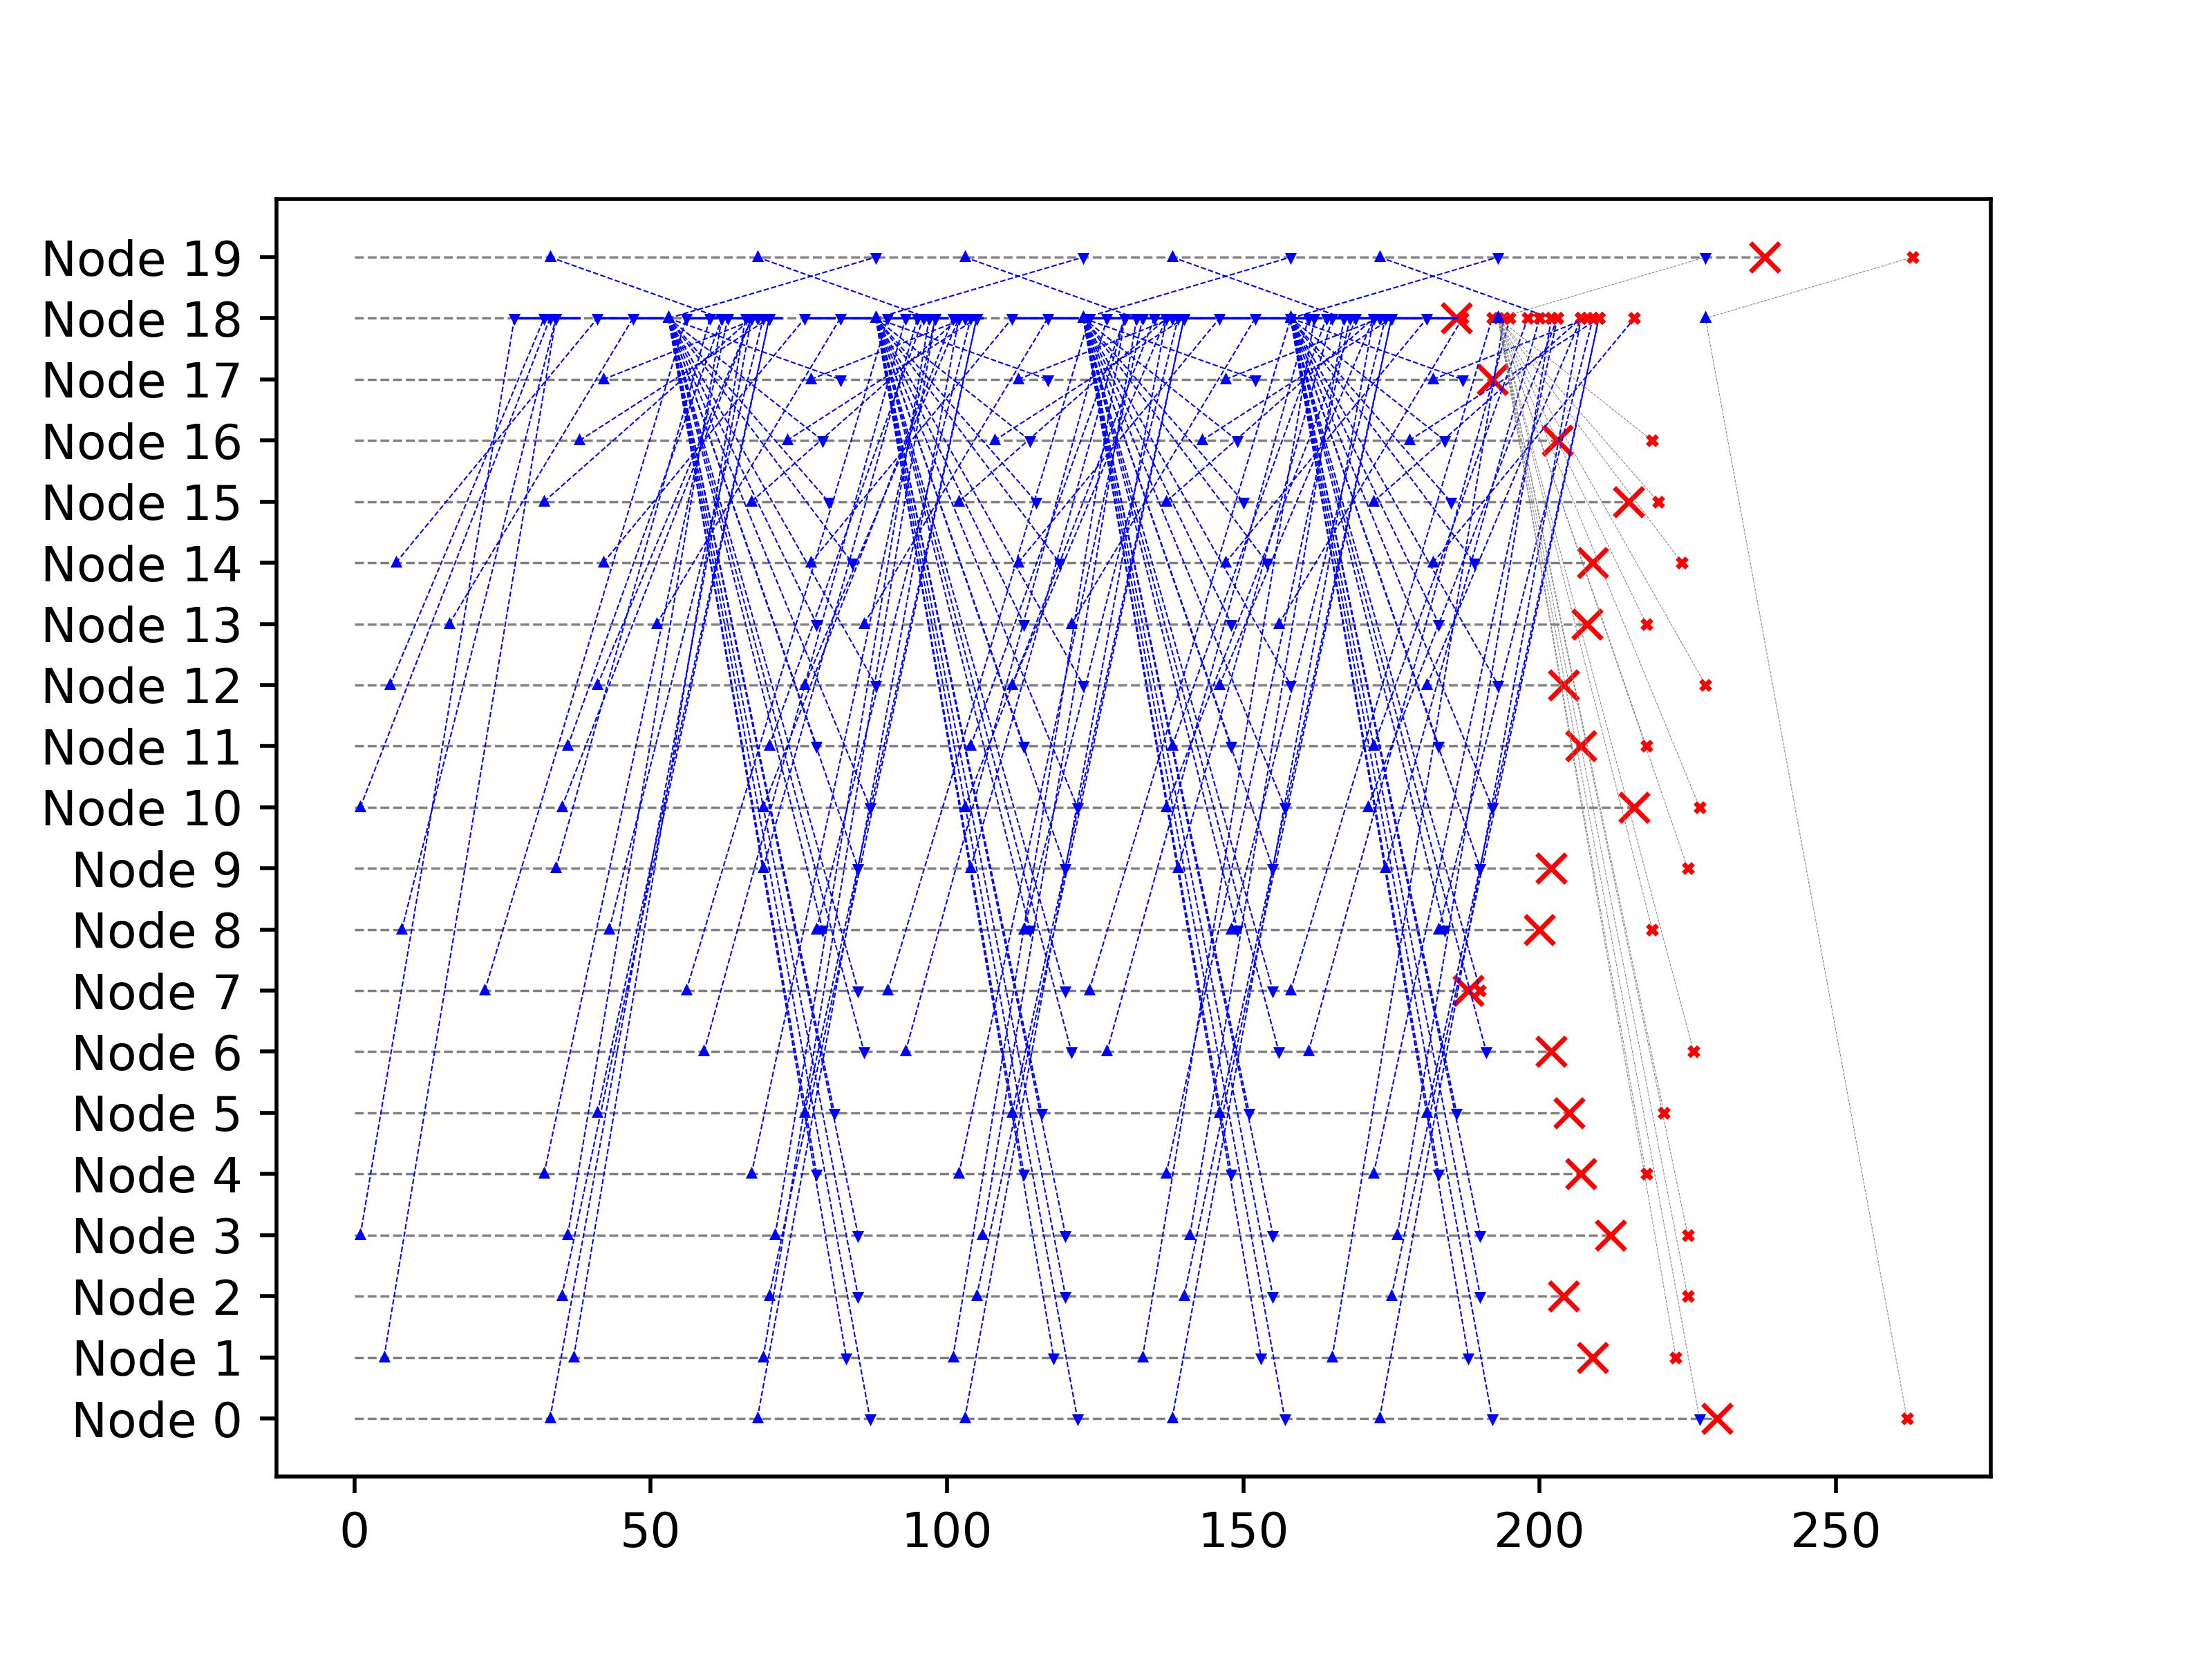 Node 19
Node 18
Node 17
Node 16
Node 15
Node 14
Node 13
Node 12
Node 11
Node 10
Node 9
Node 8
Node 7
Node 6
Node 5
Node 4
Node 3
Node 2
Node 1
Node 0
0 50 100 150 200 250